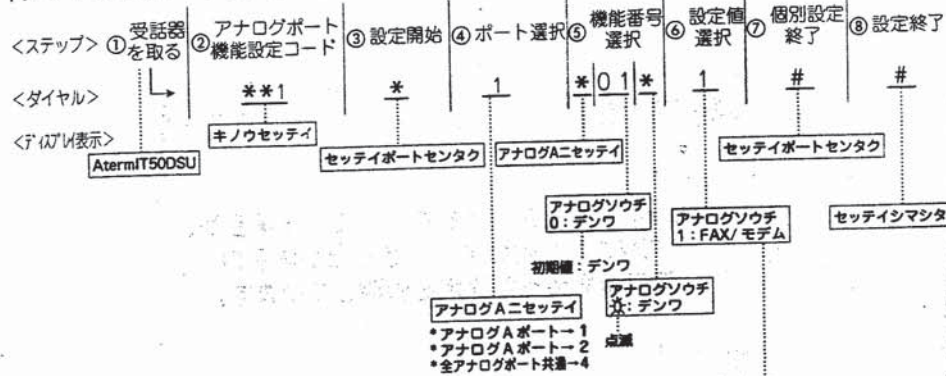 <ステップ> ① 受話器を取る ② アナログポート機能設定コード ③ 設定開始 ④ ポート選択 ⑤ 機能番号選択 ⑥ 設定値選択 ⑦ 個別設定終了 ⑧ 設定終了
<ダイヤル> **1 * 1 * 0 1 * 1 # #
<ディスプレイ表示>
キノウセッテイ
AtermIT50DSU
セッテイポートセンタク
アナログAニセッテイ
セッテイポートセンタク
アナログソウチ
0:デンワ
アナログソウチ
1:FAX/モデム
セッテイシマシタ
初期値:デンワ
アナログAニセッテイ
アナログソウチ
:デンワ
点滅
*アナログAポート→1
*アナログAポート→2
*全アナログポート共通→4